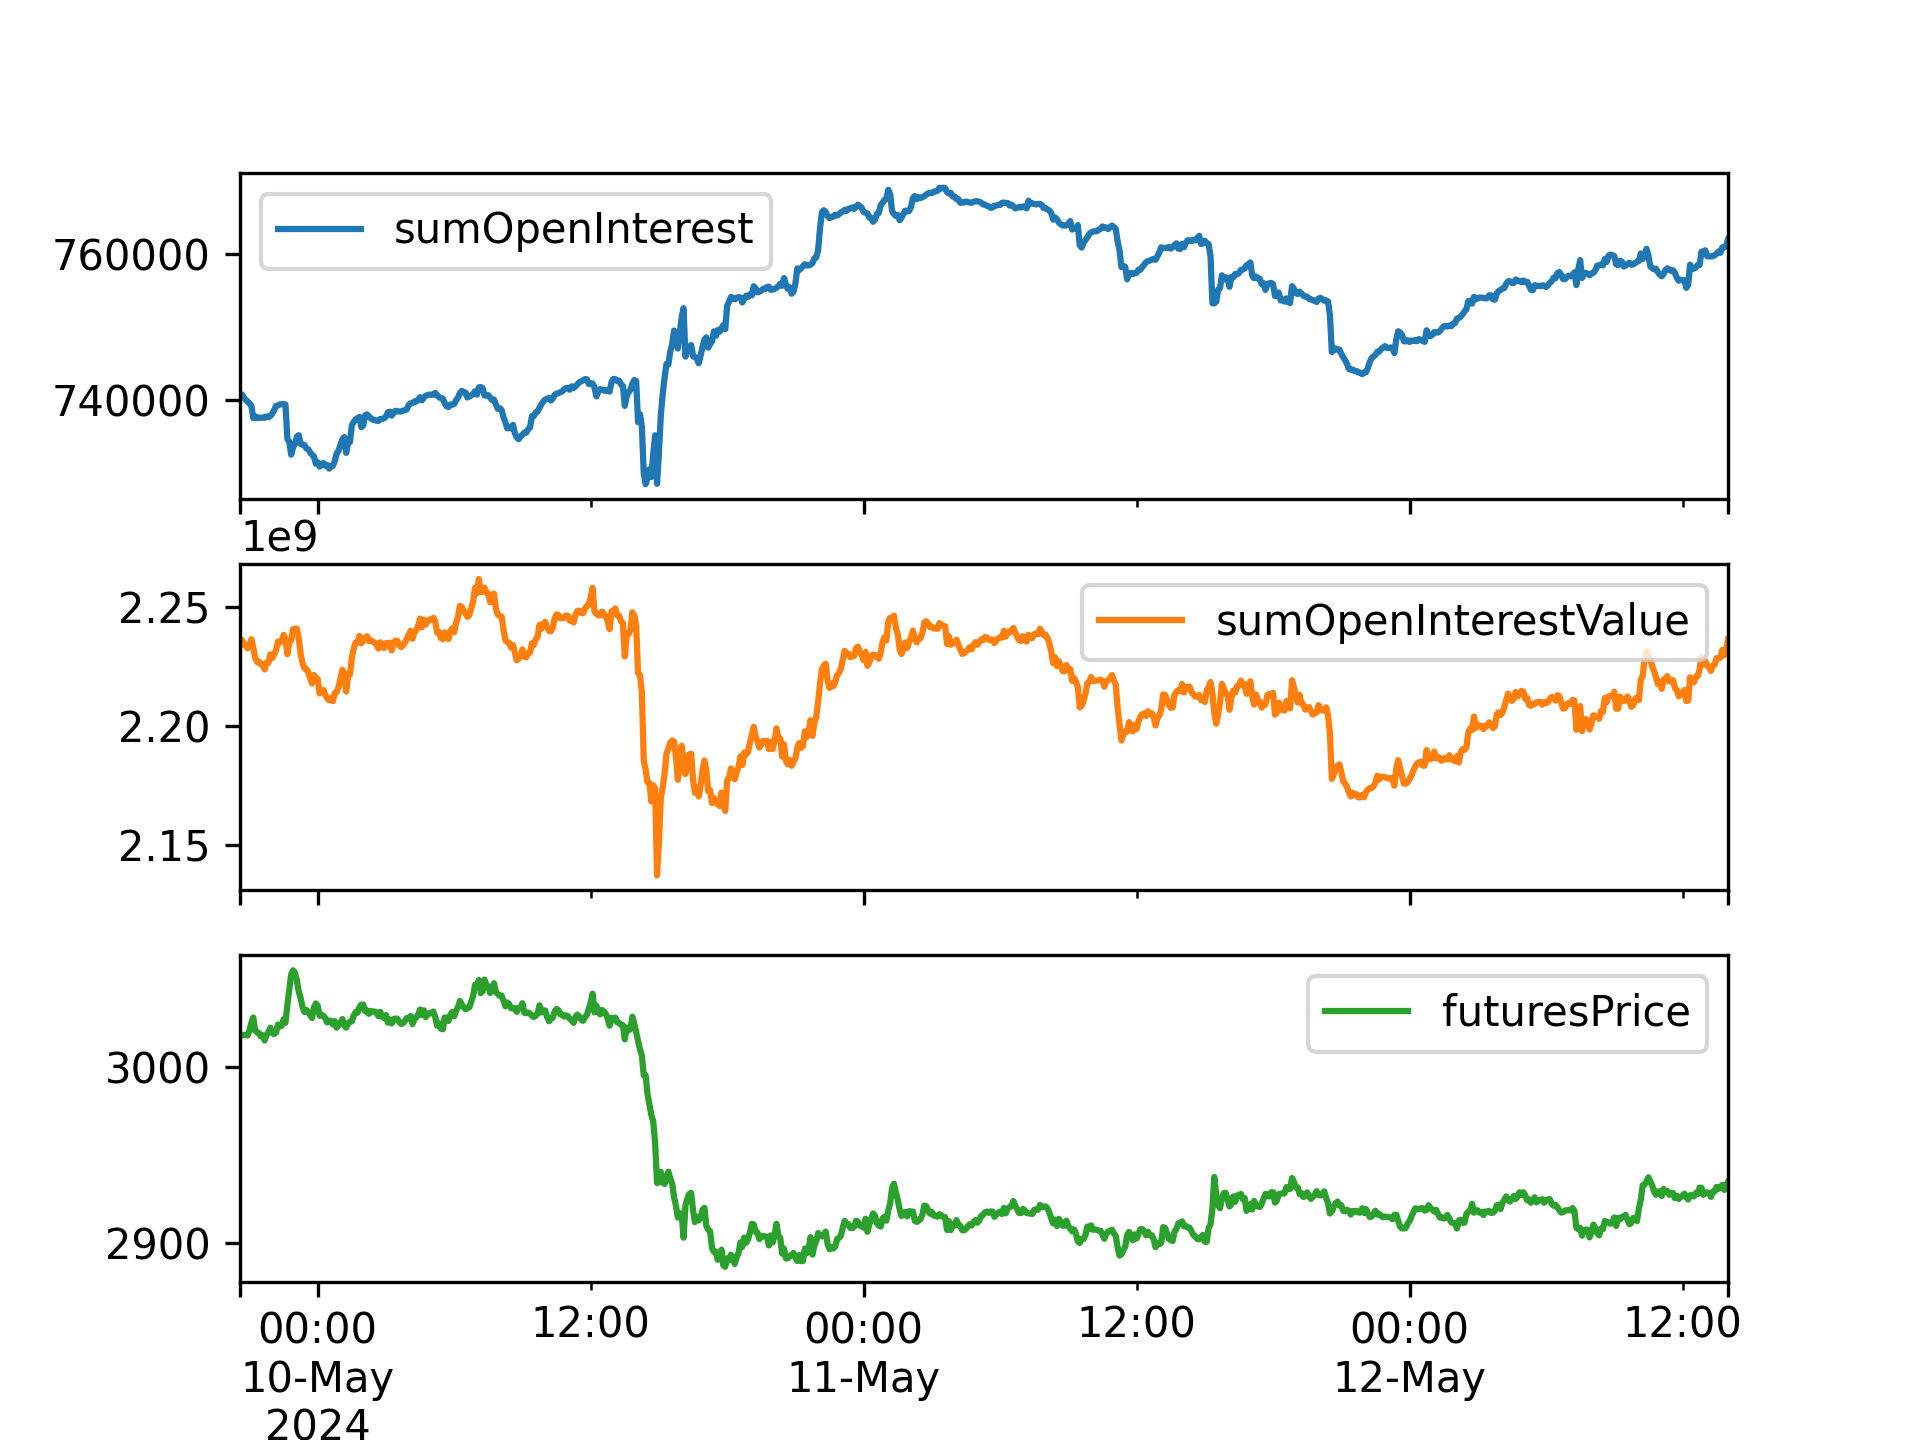 sumOpenInterest
760000
740000
1e9
sumOpenInterestValue
2.25
2.20
2.15
futuresPrice
3000
2900
00:00 12:00 00:00 12:00 00:00 12:00
10-May 11-May 12-May
2024